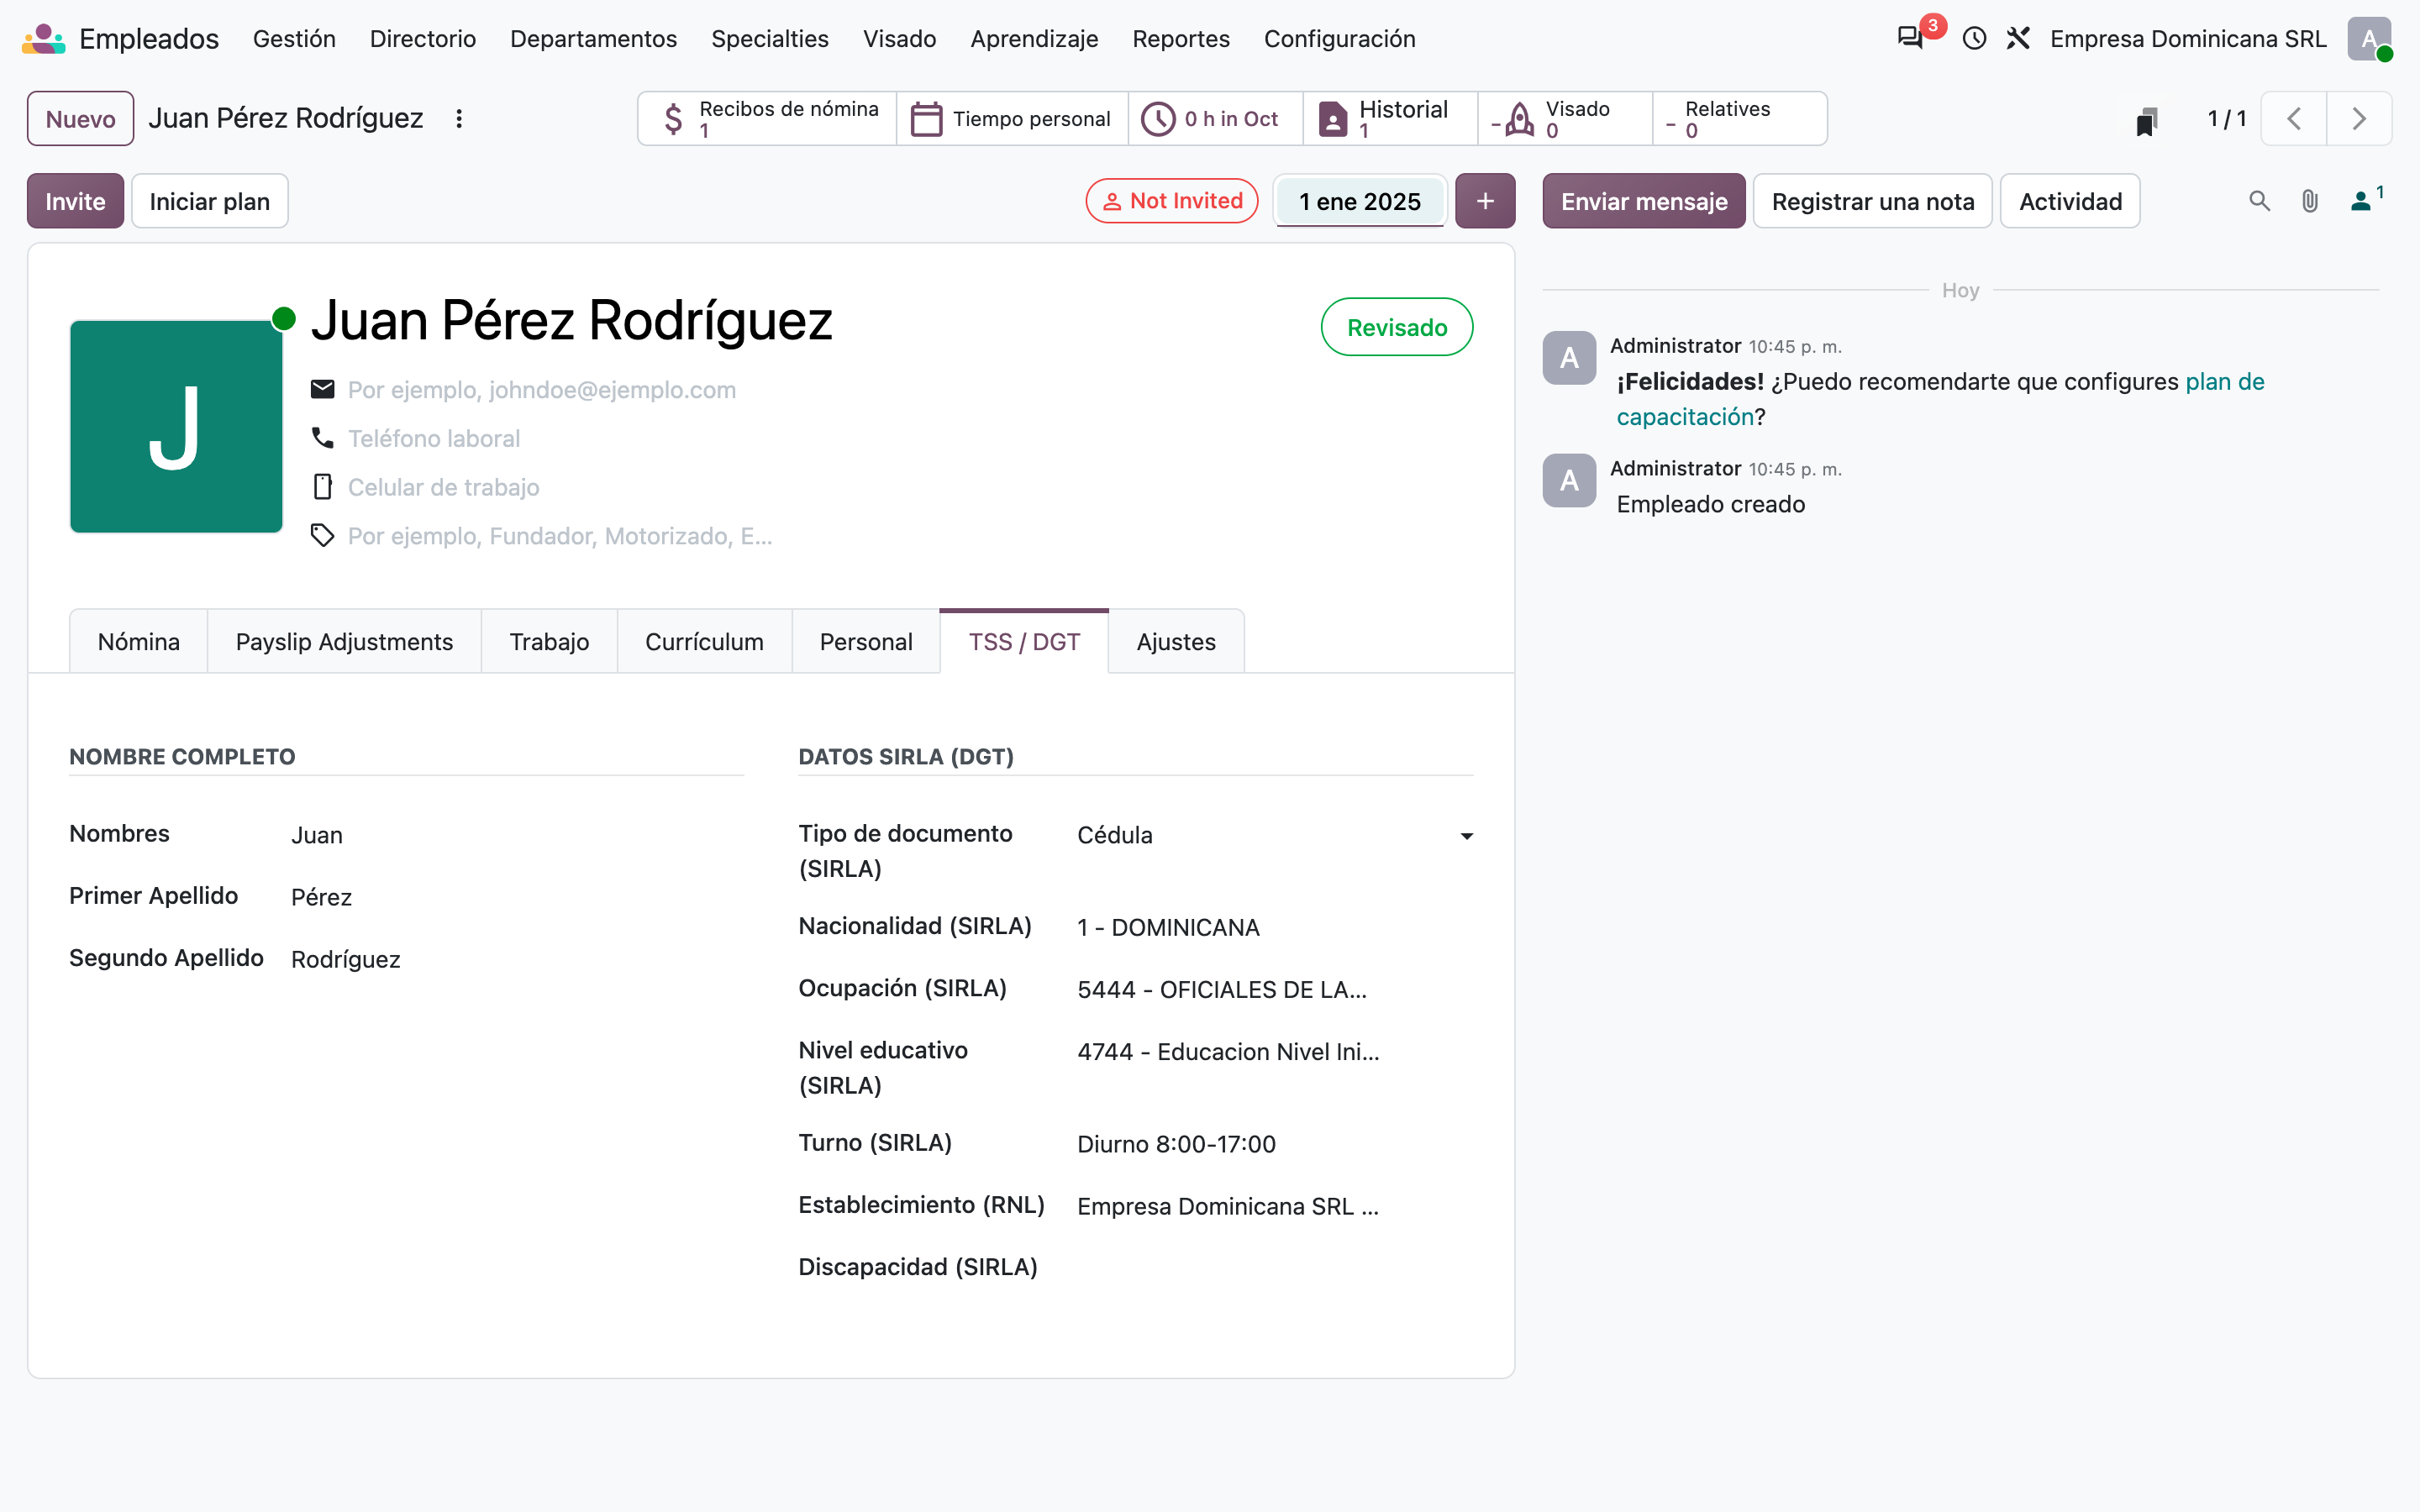 Empleados Gestión Directorio Departamentos Specialties Visado Aprendizaje Reportes Configuración 3 Empresa Dominicana SRL A
Nuevo Juan Pérez Rodríguez Recibos de nómina 1 Tiempo personal 0 h in Oct Historial 1 Visado 0 Relatives 0 1 / 1
Invite Iniciar plan Not Invited 1 ene 2025 + Enviar mensaje Registrar una nota Actividad 1
J
Juan Pérez Rodríguez
Revisado
Por ejemplo, johndoe@ejemplo.com
Teléfono laboral
Celular de trabajo
Por ejemplo, Fundador, Motorizado, E...
Nómina Payslip Adjustments Trabajo Currículum Personal TSS / DGT Ajustes
NOMBRE COMPLETO
Nombres Juan
Primer Apellido Pérez
Segundo Apellido Rodríguez
DATOS SIRLA (DGT)
Tipo de documento Cédula
(SIRLA)
Nacionalidad (SIRLA) 1 - DOMINICANA
Ocupación (SIRLA) 5444 - OFICIALES DE LA...
Nivel educativo 4744 - Educacion Nivel Ini...
(SIRLA)
Turno (SIRLA) Diurno 8:00-17:00
Establecimiento (RNL) Empresa Dominicana SRL ...
Discapacidad (SIRLA)
Hoy
A
Administrator 10:45 p. m.
¡Felicidades! ¿Puedo recomendarte que configures plan de
capacitación?
A
Administrator 10:45 p. m.
Empleado creado